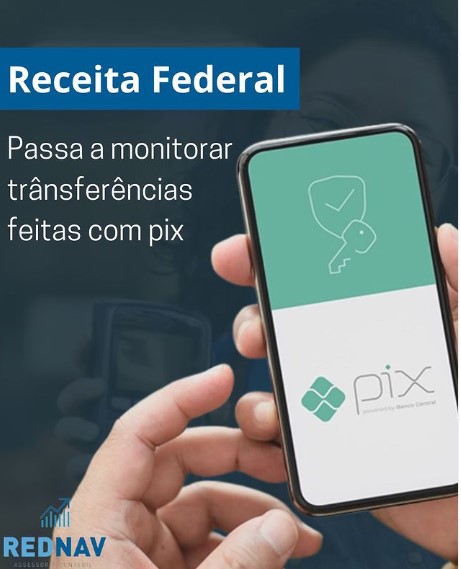 Receita Federal
Passa a monitorar
trânsferências
feitas com pix
pix
powered by Banco Central
REDNAV
ASSESSORIA CONTÁBIL